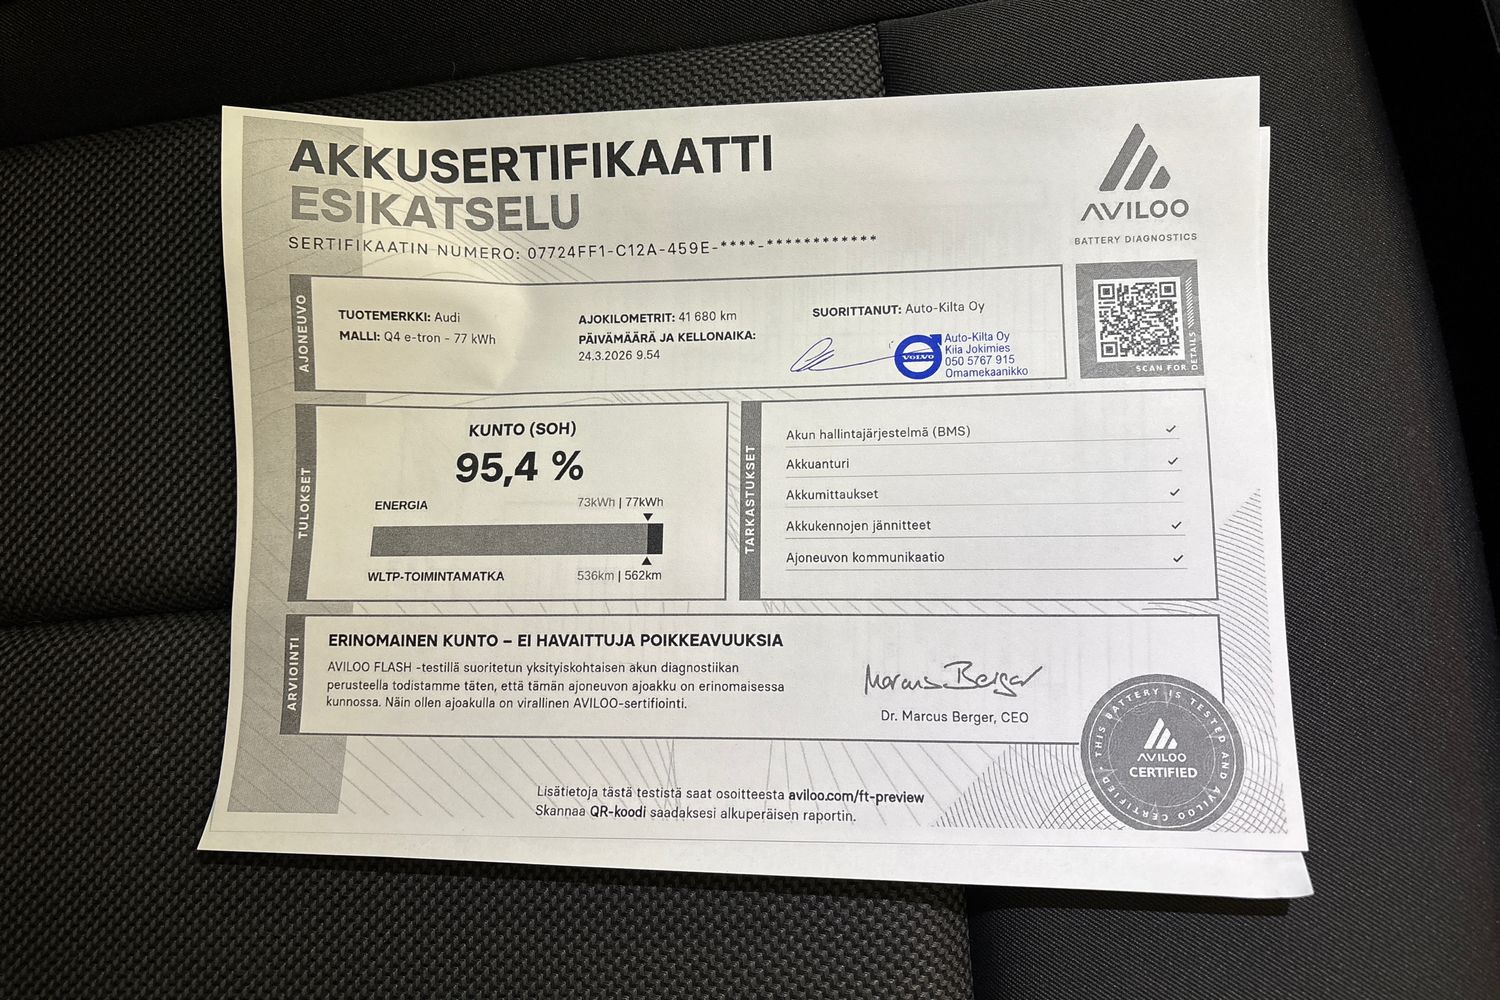 AKKUSERTIFIKAATTI
ESIKATSELU
SERTIFIKAATIN NUMERO: 07724FF1-C12A-459E-****-************
AVILOO
BATTERY DIAGNOSTICS
AJONEUVO
TUOTEMERKKI: Audi
MALLI: Q4 e-tron - 77 kWh
AJOKILOMETRIT: 41 680 km
PÄIVÄMÄÄRÄ JA KELLONAIKA:
24.3.2026 9.54
SUORITTANUT: Auto-Kilta Oy
VOLVO
Auto-Kilta Oy
Kiia Jokimies
050 5767 915
Omamekaanikko
SCAN FOR DETAILS
TULOKSET
KUNTO (SOH)
95,4 %
ENERGIA 73kWh | 77kWh
WLTP-TOIMINTAMATKA 536km | 562km
TARKASTUKSET
Akun hallintajärjestelmä (BMS) ✓
Akkuanturi ✓
Akkumittaukset ✓
Akkukennojen jännitteet ✓
Ajoneuvon kommunikaatio ✓
ARVIOINTI
ERINOMAINEN KUNTO – EI HAVAITTUJA POIKKEAVUUKSIA
AVILOO FLASH -testillä suoritetun yksityiskohtaisen akun diagnostiikan
perusteella todistamme täten, että tämän ajoneuvon ajoakku on erinomaisessa
kunnossa. Näin ollen ajoakulla on virallinen AVILOO-sertifiointi.
Marcus Berger
Dr. Marcus Berger, CEO
THIS BATTERY IS TESTED AND AVILOO CERTIFIED
AVILOO
CERTIFIED
Lisätietoja tästä testistä saat osoitteesta aviloo.com/ft-preview
Skannaa QR-koodi saadaksesi alkuperäisen raportin.